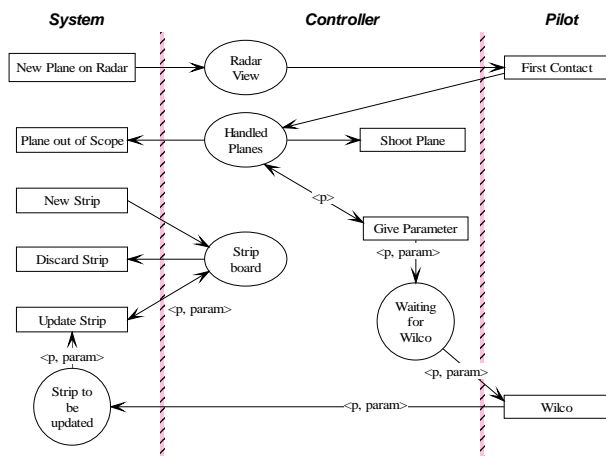 System
Controller
Pilot
New Plane on Radar
Radar
View
First Contact
Plane out of Scope
Handled
Planes
Shoot Plane
<p>
New Strip
Give Parameter
<p, param>
Discard Strip
Strip
board
<p, param>
Update Strip
Waiting
for
Wilco
<p, param>
<p, param>
Strip to
be
updated
<p, param>
Wilco